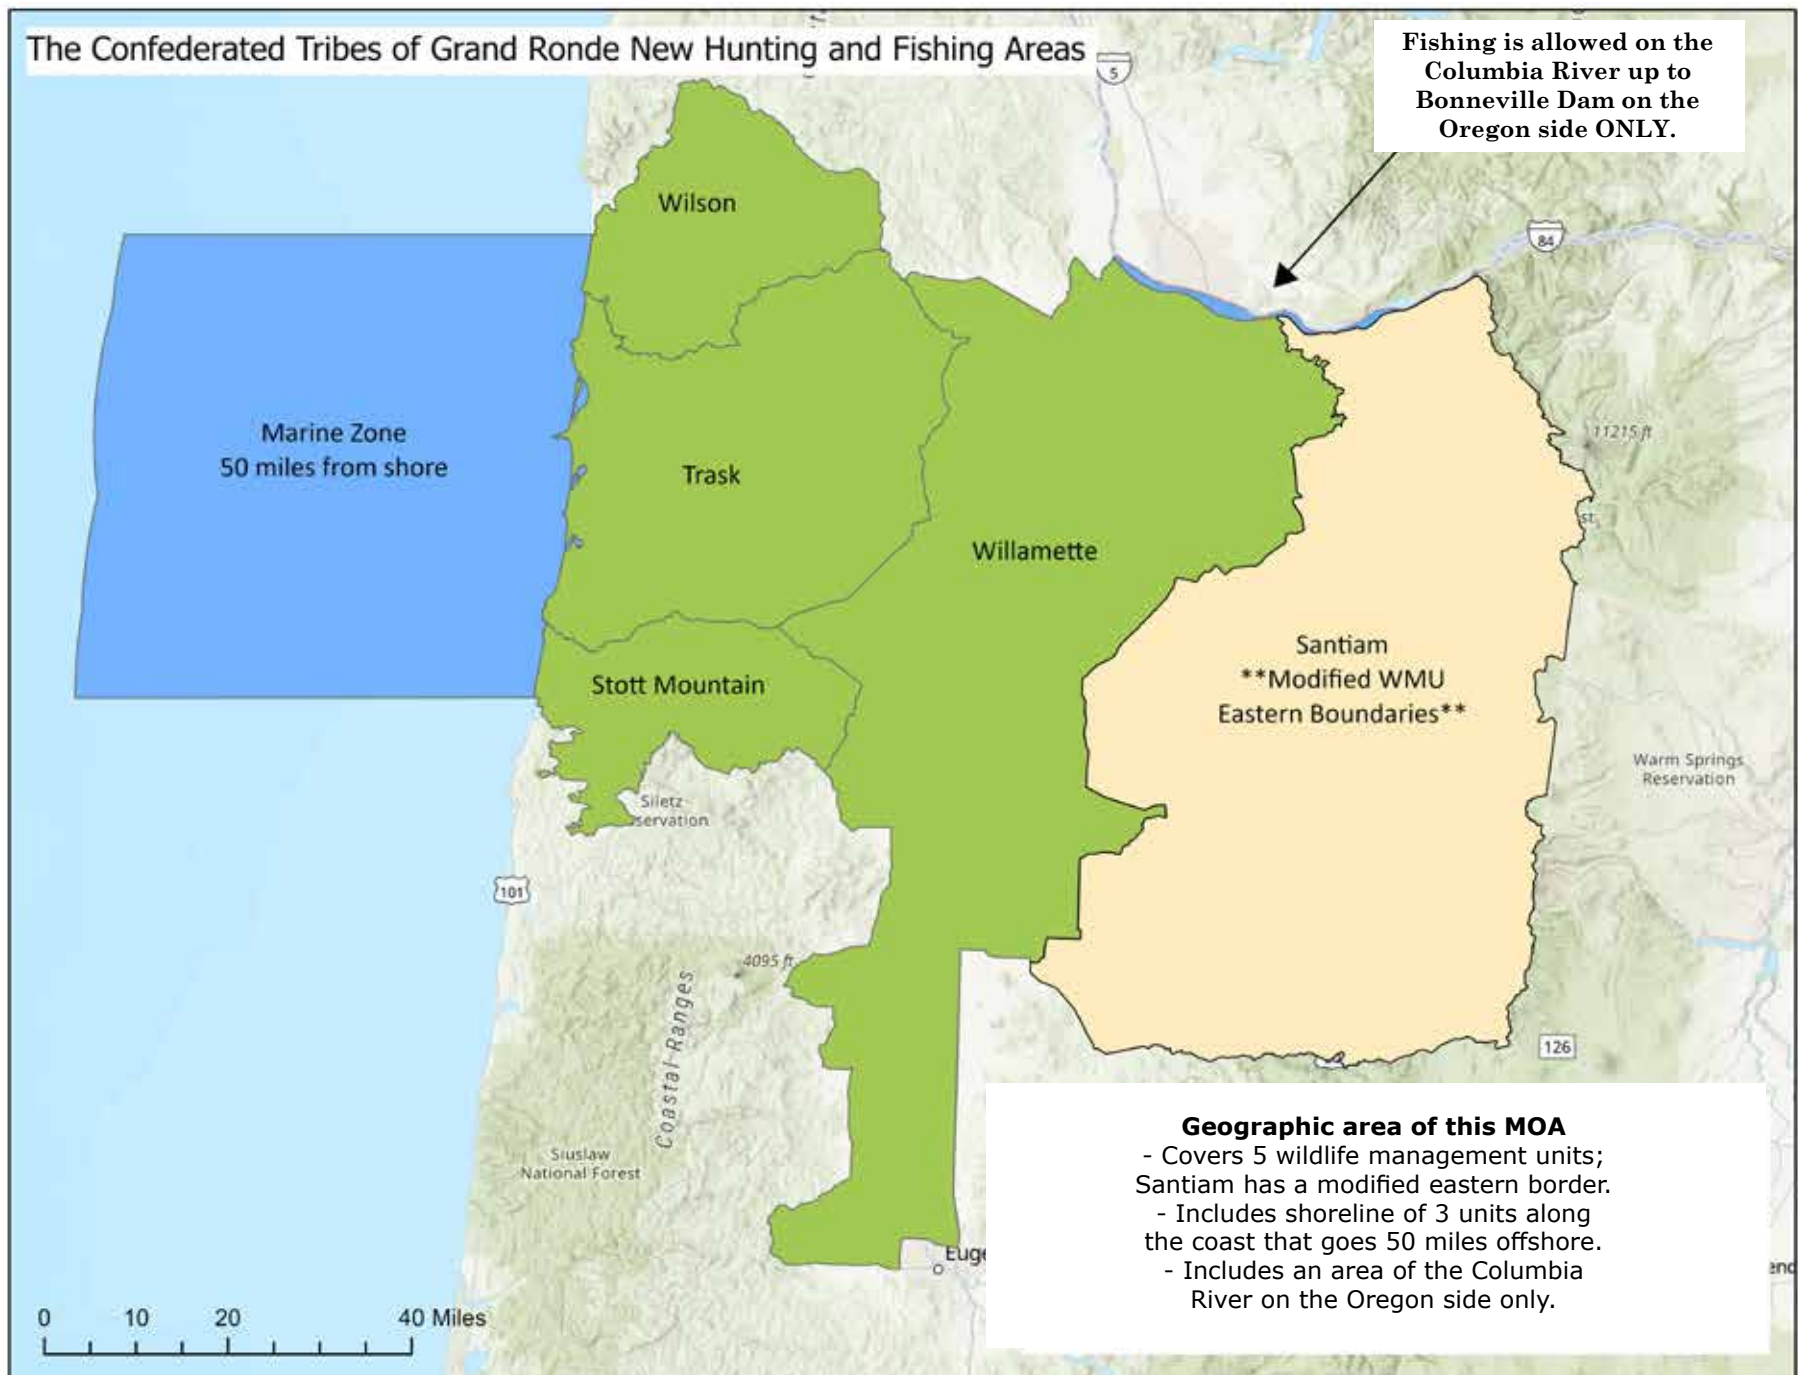 The Confederated Tribes of Grand Ronde New Hunting and Fishing Areas
Fishing is allowed on the
Columbia River up to
Bonneville Dam on the
Oregon side ONLY.
5
84
Wilson
Marine Zone
50 miles from shore
Trask
11215 ft
st.
Willamette
Santiam
**Modified WMU
Eastern Boundaries**
Stott Mountain
Warm Springs
Reservation
Siletz
servation
101
4095 ft
Coastal Ranges
126
Siuslaw
National Forest
Geographic area of this MOA
- Covers 5 wildlife management units;
Santiam has a modified eastern border.
- Includes shoreline of 3 units along
the coast that goes 50 miles offshore.
- Includes an area of the Columbia
River on the Oregon side only.
Euge
end
0 10 20 40 Miles